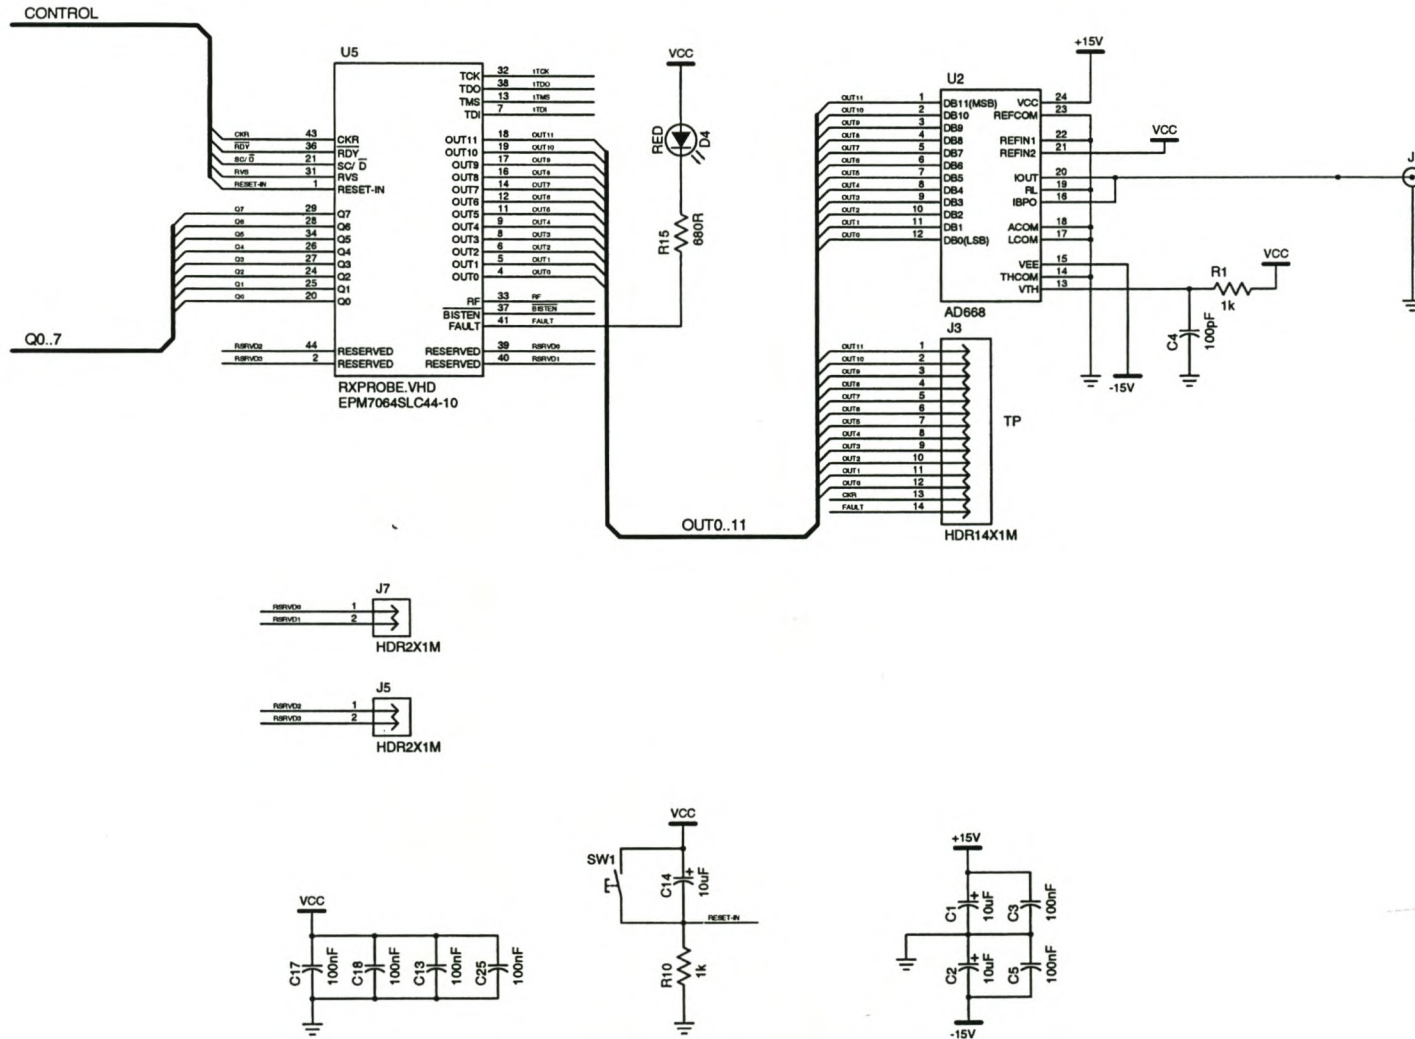 CONTROL
U5
TCK 32 1TCK
TDO 38 1TDO
TMS 13 1TMS
TDI 7 1TDI
CKR 43 CKR
RDY 36 RDY
SC/D 21 SC/D
RVS 31 RVS
RESET-IN 1 RESET-IN
OUT11 18 OUT11
OUT10 19 OUT10
OUT9 17 OUT9
OUT8 16 OUT8
OUT7 14 OUT7
OUT6 12 OUT6
OUT5 11 OUT5
OUT4 9 OUT4
OUT3 8 OUT3
OUT2 6 OUT2
OUT1 5 OUT1
OUT0 4 OUT0
Q7 29 Q7
Q6 28 Q6
Q5 34 Q5
Q4 26 Q4
Q3 27 Q3
Q2 24 Q2
Q1 25 Q1
Q0 20 Q0
RF 33 RF
BISTEN 37 BISTEN
FAULT 41 FAULT
Q0..7
RSRVD2 44 RESERVED
RSRVD3 2 RESERVED
RESERVED 39 RSRVD0
RESERVED 40 RSRVD1
RXPROBE.VHD
EPM7064SLC44-10
VCC
RED
D4
R15
680R
OUT0..11
+15V
U2
OUT11 1 DB11(MSB)
OUT10 2 DB10
OUT9 3 DB9
OUT8 4 DB8
OUT7 5 DB7
OUT6 6 DB6
OUT5 7 DB5
OUT4 8 DB4
OUT3 9 DB3
OUT2 10 DB2
OUT1 11 DB1
OUT0 12 DB0(LSB)
VCC 24
REFCOM 23
REFIN1 22
REFIN2 21
VCC
IOUT 20
RL 19
IBPO 16
ACOM 18
LCOM 17
VEE 15
THCOM 14
VTH 13
AD668
J
R1
1k
VCC
C4
100pF
-15V
J3
OUT11 1
OUT10 2
OUT9 3
OUT8 4
OUT7 5
OUT6 6
OUT5 7
OUT4 8
OUT3 9
OUT2 10
OUT1 11
OUT0 12
CKR 13
FAULT 14
TP
HDR14X1M
J7
RSRVD0 1
RSRVD1 2
HDR2X1M
J5
RSRVD2 1
RSRVD3 2
HDR2X1M
VCC
C17
100nF
C18
100nF
C13
100nF
C25
100nF
VCC
SW1
C14
+
10uF
RESET-IN
R10
1k
+15V
C1
+
10uF
C3
100nF
C2
+
10uF
C5
100nF
-15V